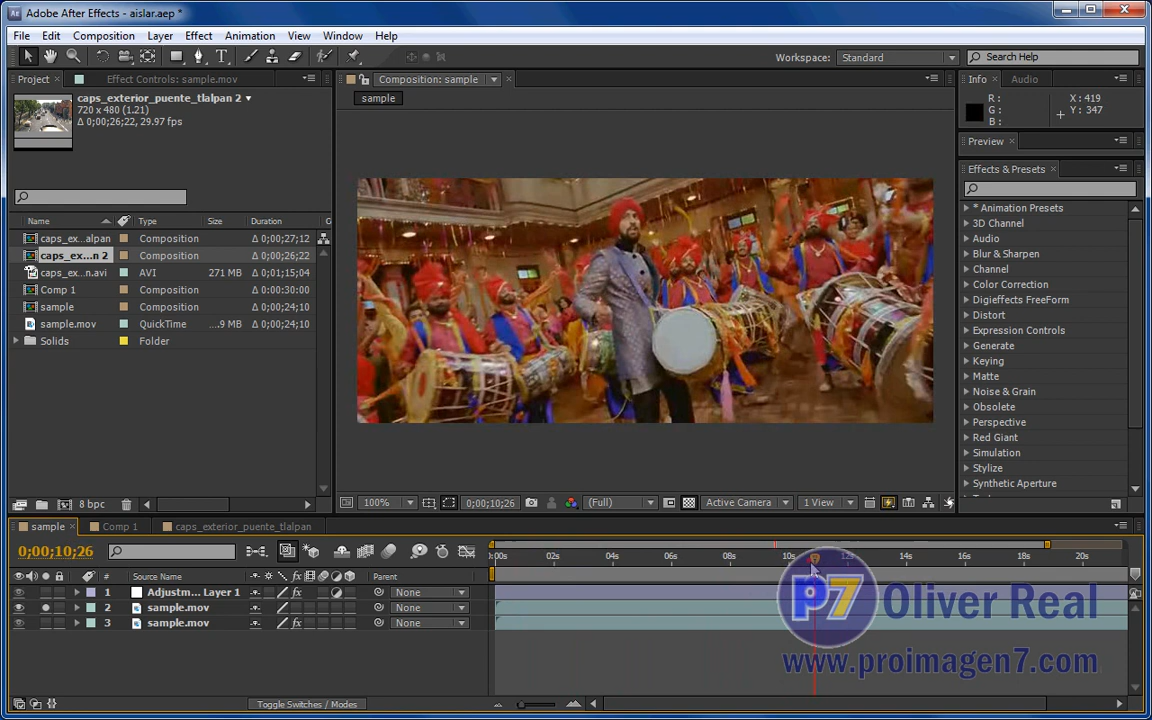 Adobe After Effects - aislar.aep *
File Edit Composition Layer Effect Animation View Window Help
Workspace: Standard Search Help
Project Effect Controls: sample.mov
Composition: sample
Info Audio
caps_exterior_puente_tlalpan 2
720 x 480 (1.21)
Δ 0;00;26;22, 29.97 fps
sample
R:
G:
B:
X: 419
Y: 347
Preview
Effects & Presets
Name Type Size Duration
caps_ex...alpan Composition Δ 0;00;27;12
caps_ex...n 2 Composition Δ 0;00;26;22
caps_ex...n.avi AVI 271 MB Δ 0;01;15;04
Comp 1 Composition Δ 0:00:30:00
sample Composition Δ 0;00;24;10
sample.mov QuickTime ....9 MB Δ 0;00;24;10
Solids Folder
* Animation Presets
3D Channel
Audio
Blur & Sharpen
Channel
Color Correction
Digieffects FreeForm
Distort
Expression Controls
Generate
Keying
Matte
Noise & Grain
Obsolete
Perspective
Red Giant
Simulation
Stylize
Synthetic Aperture
8 bpc
100% 0;00;10;26 (Full) Active Camera 1 View
sample Comp 1 caps_exterior_puente_tlalpan
0;00;10;26
:00s 02s 04s 06s 08s 10s 12s 14s 16s 18s 20s
# Source Name fx Parent
1 Adjustm... Layer 1 None
2 sample.mov fx None
3 sample.mov fx None
p7 Oliver Real
www.proimagen7.com
Toggle Switches / Modes